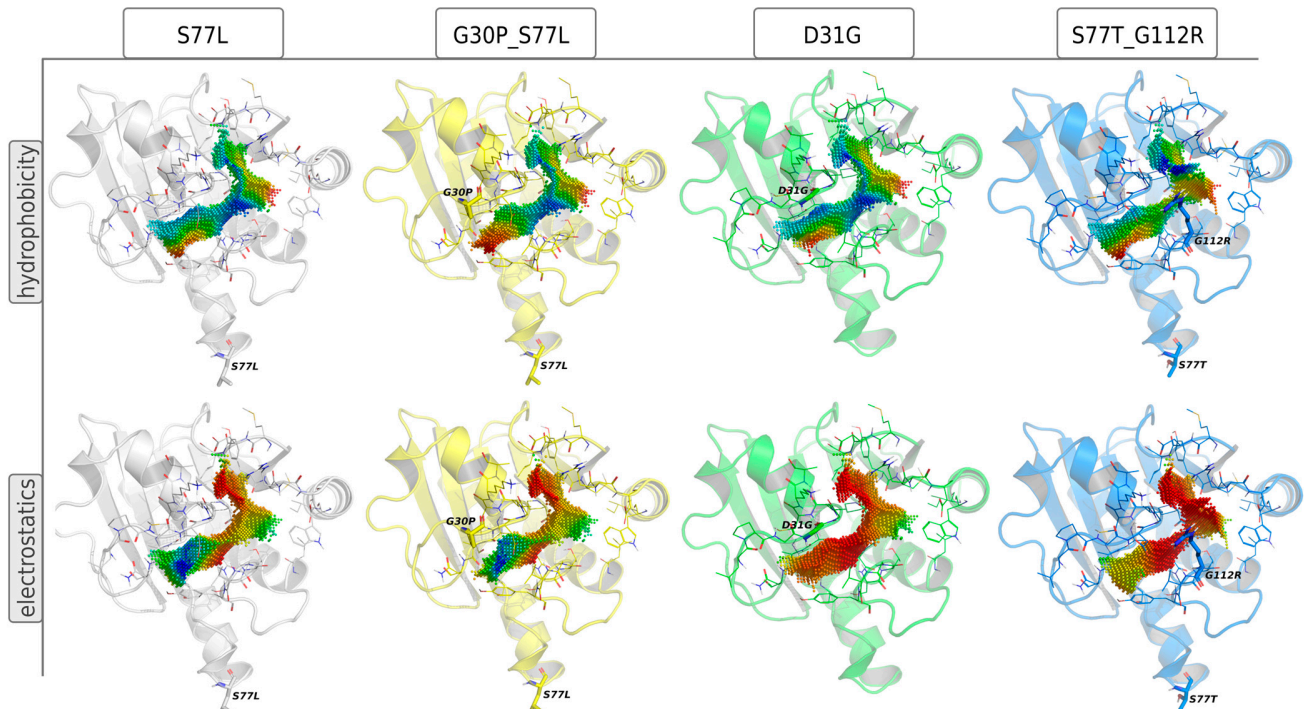 S77L
G30P_S77L
D31G
S77T_G112R
hydrophobicity
G30P
D31G
G112R
S77L
S77L
S77T
electrostatics
G30P
D31G
G112R
S77L
S77L
S77T